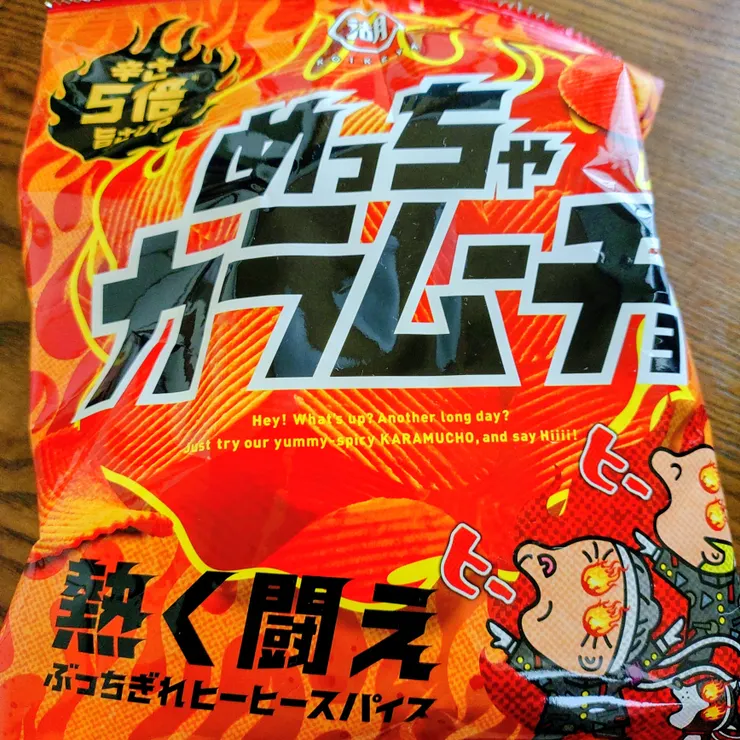 湖
KOIKEYA
辛さ
5倍
旨さUP
めっちゃ
カラムーチョ
Hey! What's up? Another long day?
Just try our yummy-spicy KARAMUCHO, and say Hiiii!
ヒー
ヒー
熱く闘え
ぶっちぎれヒーヒースパイス